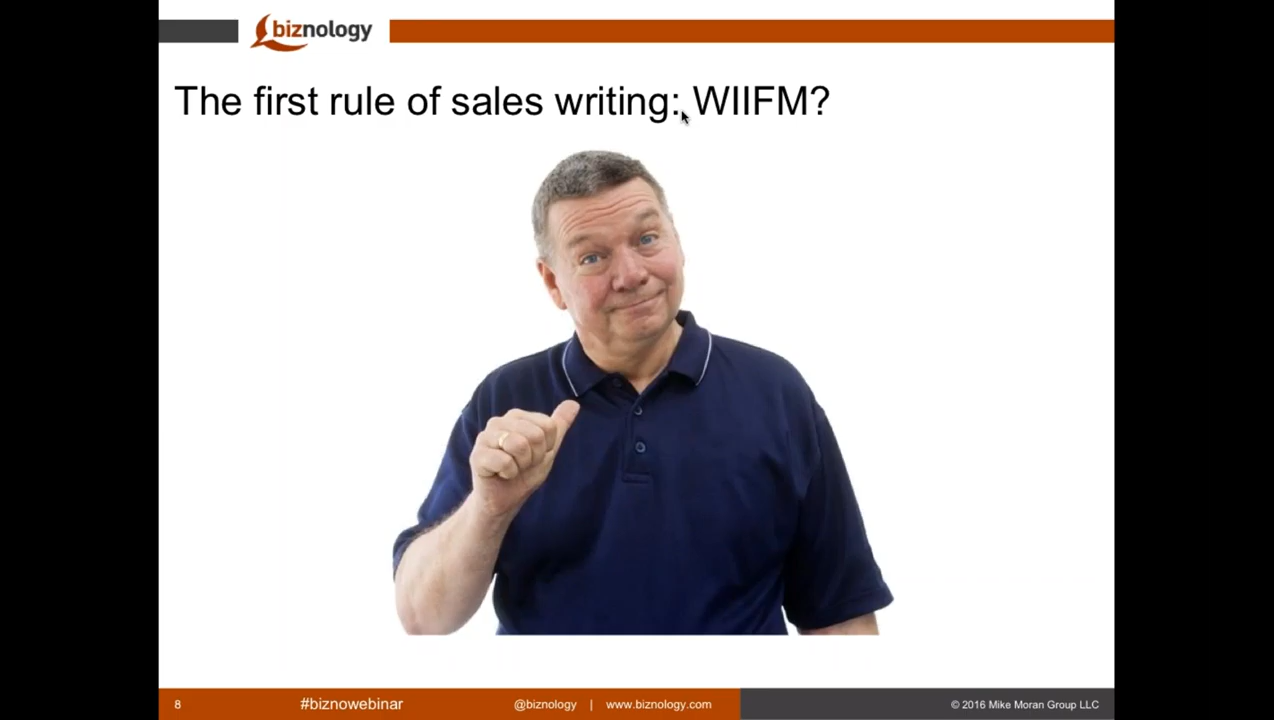 biznology
The first rule of sales writing: WIIFM?
8 #biznowebinar @biznology | www.biznology.com © 2016 Mike Moran Group LLC